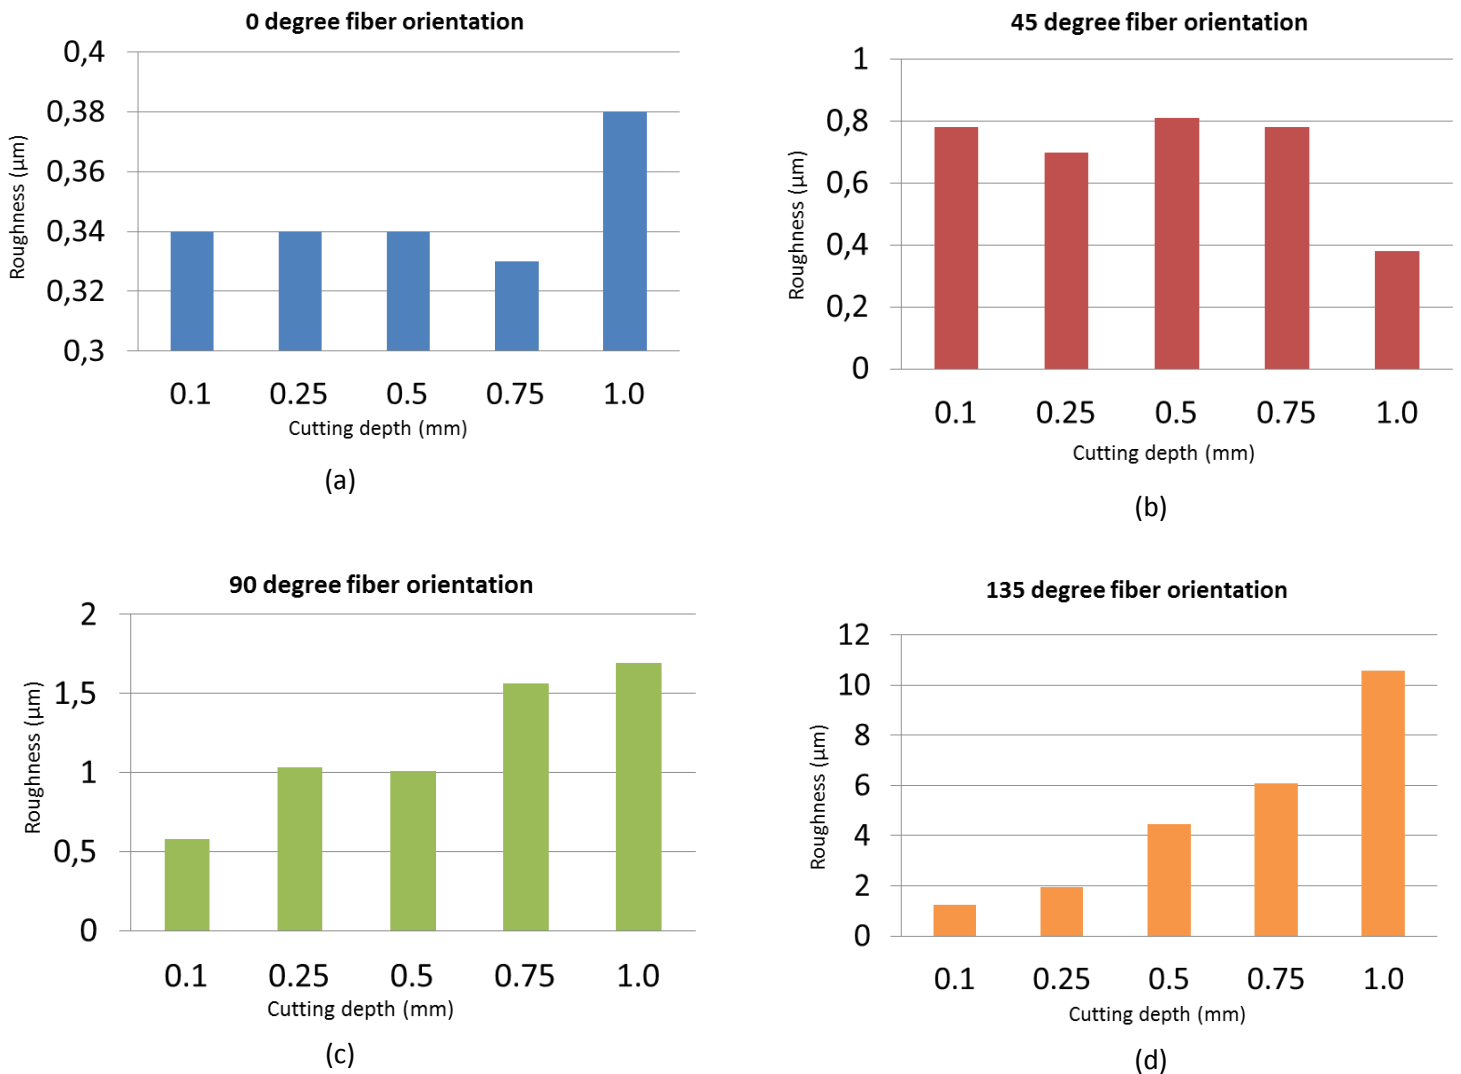 0 degree fiber orientation
0,4
0,38
0,36
0,34
0,32
0,3
Roughness (µm)
0.1 0.25 0.5 0.75 1.0
Cutting depth (mm)
(a)
45 degree fiber orientation
1
0,8
0,6
0,4
0,2
0
Roughness (µm)
0.1 0.25 0.5 0.75 1.0
Cutting depth (mm)
(b)
90 degree fiber orientation
2
1,5
1
0,5
0
Roughness (µm)
0.1 0.25 0.5 0.75 1.0
Cutting depth (mm)
(c)
135 degree fiber orientation
12
10
8
6
4
2
0
Roughness (µm)
0.1 0.25 0.5 0.75 1.0
Cutting depth (mm)
(d)